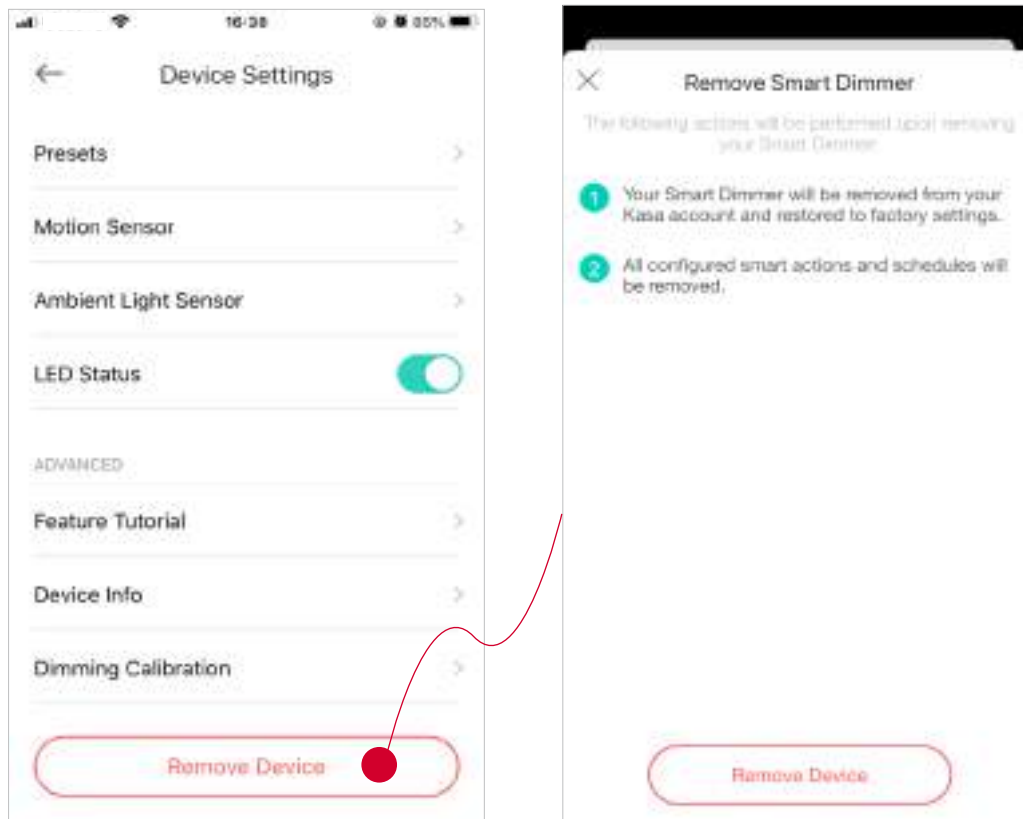 16:38
85%
Device Settings
Presets
Motion Sensor
Ambient Light Sensor
LED Status
ADVANCED
Feature Tutorial
Device Info
Dimming Calibration
Remove Device
Remove Smart Dimmer
The following actions will be performed upon removing
your Smart Dimmer
1 Your Smart Dimmer will be removed from your
Kasa account and restored to factory settings.
2 All configured smart actions and schedules will
be removed.
Remove Device